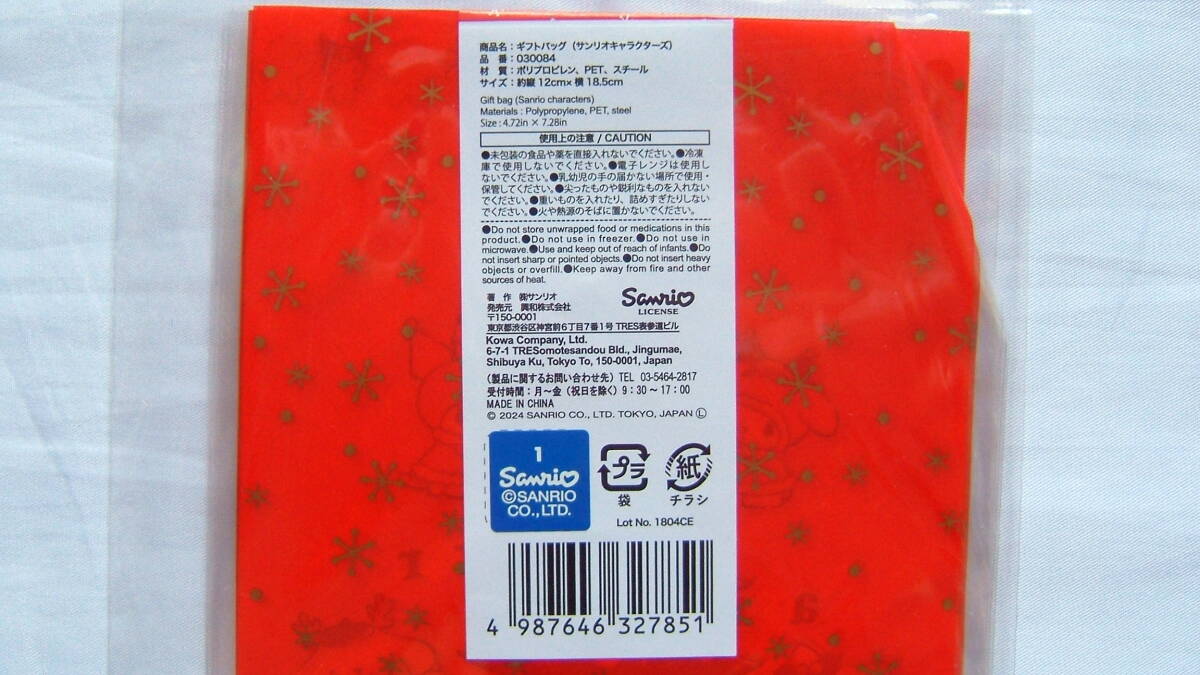 商品名：ギフトバッグ（サンリオキャラクターズ）
品　番：030084
材　質：ポリプロピレン、PET、スチール
サイズ：約縦12cm×横18.5cm
Gift bag (Sanrio characters)
Materials : Polypropylene, PET, steel
Size : 4.72in × 7.28in
使用上の注意 / CAUTION
●未包装の食品や薬を直接入れないでください。●冷凍
庫で使用しないでください。●電子レンジは使用し
ないでください。●乳幼児の手の届かない場所で使用・
保管してください。●尖ったものや鋭利なものを入れない
でください。●重いものを入れたり、詰めすぎたりしない
でください。●火や熱源のそばに置かないでください。
●Do not store unwrapped food or medications in this
product.●Do not use in freezer.●Do not use in
microwave.●Use and keep out of reach of infants.●Do
not insert sharp or pointed objects.●Do not insert heavy
objects or overfill.●Keep away from fire and other
sources of heat.
著　作　㈱サンリオ
発売元　興和株式会社
〒150-0001
Sanrio
LICENSE
東京都渋谷区神宮前6丁目7番1号 TRES表参道ビル
Kowa Company, Ltd.
6-7-1 TRESomotesandou Bld., Jingumae,
Shibuya Ku, Tokyo To, 150-0001, Japan
（製品に関するお問い合わせ先）TEL 03-5464-2817
受付時間：月～金（祝日を除く）9：30～17：00
MADE IN CHINA
© 2024 SANRIO CO., LTD. TOKYO, JAPAN Ⓛ
1
Sanrio
©SANRIO
CO.,LTD.
プラ
袋
紙
チラシ
Lot No. 1804CE
4 987646 327851